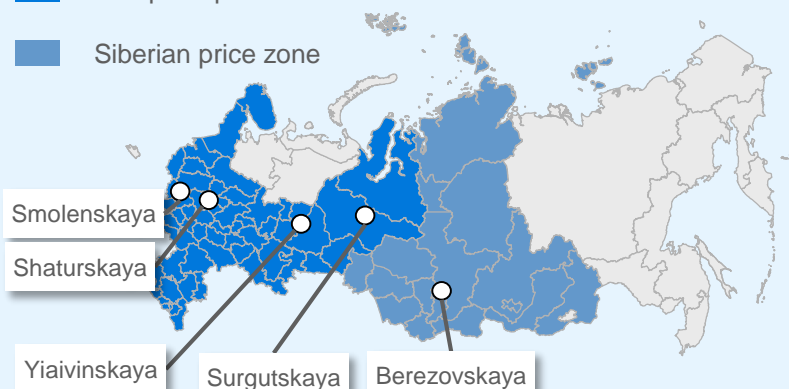 Siberian price zone
Smolenskaya
Shaturskaya
Yiaivinskaya
Surgutskaya
Berezovskaya